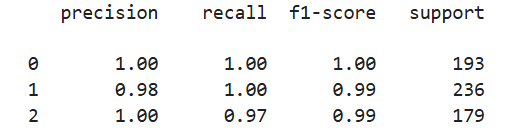 precision recall f1-score support
0 1.00 1.00 1.00 193
1 0.98 1.00 0.99 236
2 1.00 0.97 0.99 179